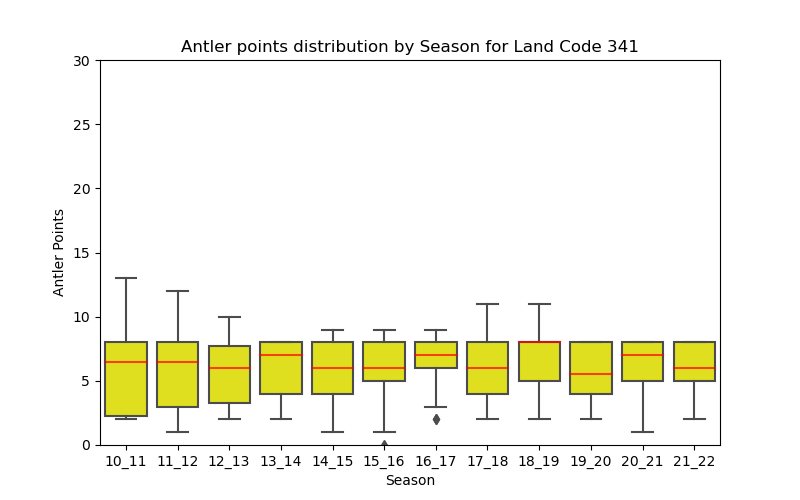 Antler points distribution by Season for Land Code 341
30
25
20
15
10
5
0
Antler Points
10_11 11_12 12_13 13_14 14_15 15_16 16_17 17_18 18_19 19_20 20_21 21_22
Season